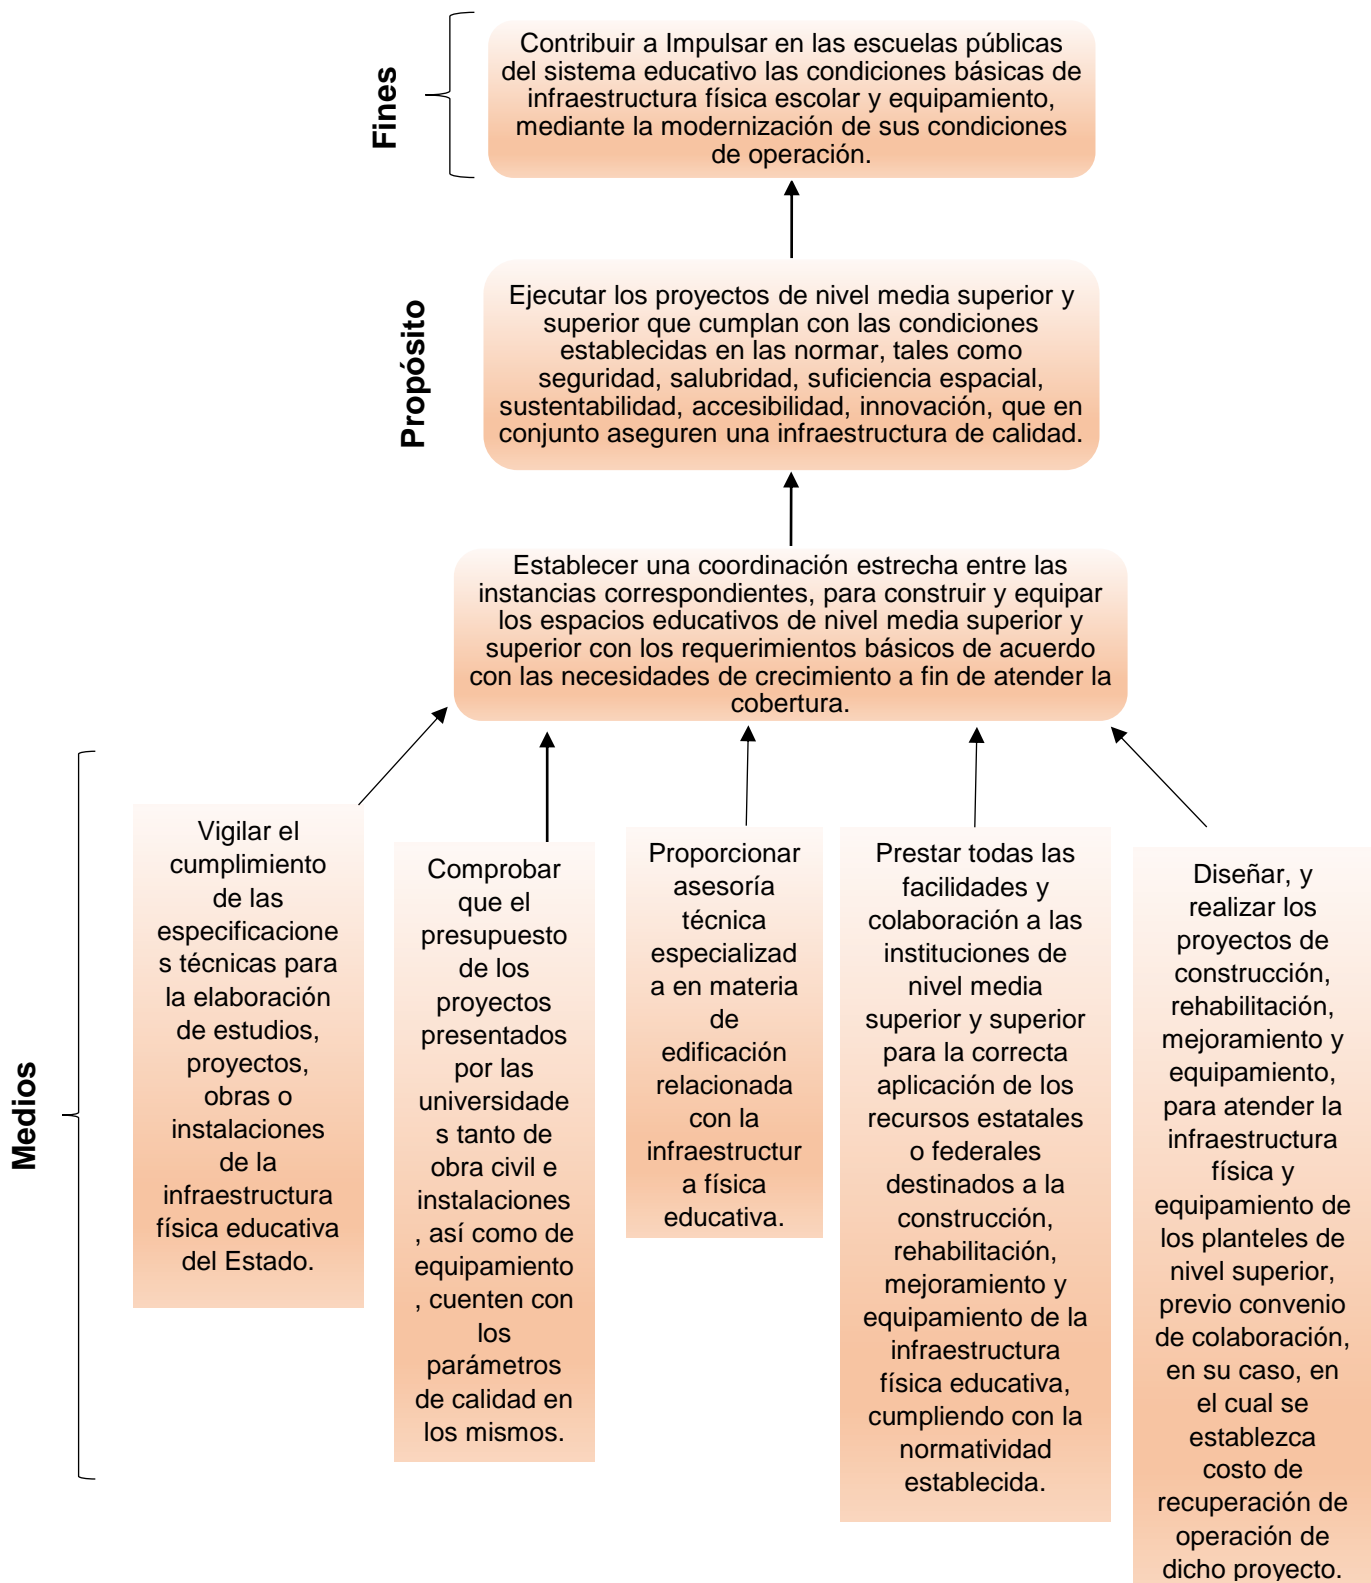 Fines
Contribuir a Impulsar en las escuelas públicas
del sistema educativo las condiciones básicas de
infraestructura física escolar y equipamiento,
mediante la modernización de sus condiciones
de operación.
Propósito
Ejecutar los proyectos de nivel media superior y
superior que cumplan con las condiciones
establecidas en las normar, tales como
seguridad, salubridad, suficiencia espacial,
sustentabilidad, accesibilidad, innovación, que en
conjunto aseguren una infraestructura de calidad.
Establecer una coordinación estrecha entre las
instancias correspondientes, para construir y equipar
los espacios educativos de nivel media superior y
superior con los requerimientos básicos de acuerdo
con las necesidades de crecimiento a fin de atender la
cobertura.
Medios
Vigilar el
cumplimiento
de las
especificacione
s técnicas para
la elaboración
de estudios,
proyectos,
obras o
instalaciones
de la
infraestructura
física educativa
del Estado.
Comprobar
que el
presupuesto
de los
proyectos
presentados
por las
universidade
s tanto de
obra civil e
instalaciones
, así como de
equipamiento
, cuenten con
los
parámetros
de calidad en
los mismos.
Proporcionar
asesoría
técnica
especializad
a en materia
de
edificación
relacionada
con la
infraestructur
a física
educativa.
Prestar todas las
facilidades y
colaboración a las
instituciones de
nivel media
superior y superior
para la correcta
aplicación de los
recursos estatales
o federales
destinados a la
construcción,
rehabilitación,
mejoramiento y
equipamiento de la
infraestructura
física educativa,
cumpliendo con la
normatividad
establecida.
Diseñar, y
realizar los
proyectos de
construcción,
rehabilitación,
mejoramiento y
equipamiento,
para atender la
infraestructura
física y
equipamiento de
los planteles de
nivel superior,
previo convenio
de colaboración,
en su caso, en
el cual se
establezca
costo de
recuperación de
operación de
dicho proyecto.